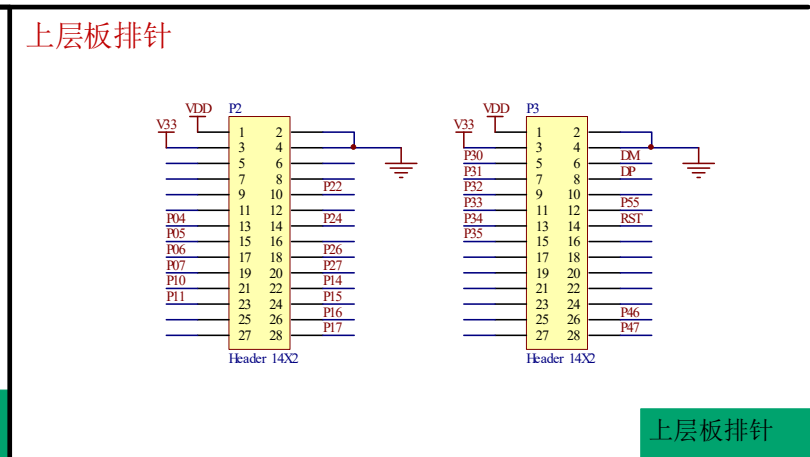 上层板排针
VDD P2 VDD P3
V33 V33
1 2 1 2
3 4 3 4
5 6 P30 5 6 DM
7 8 P31 7 8 DP
9 10 P22 P32 9 10
11 12 P33 11 12 P55
P04 13 14 P24 P34 13 14 RST
P05 15 16 P35 15 16
P06 17 18 P26 17 18
P07 19 20 P27 19 20
P10 21 22 P14 21 22
P11 23 24 P15 23 24
25 26 P16 25 26 P46
27 28 P17 27 28 P47
Header 14X2 Header 14X2
上层板排针